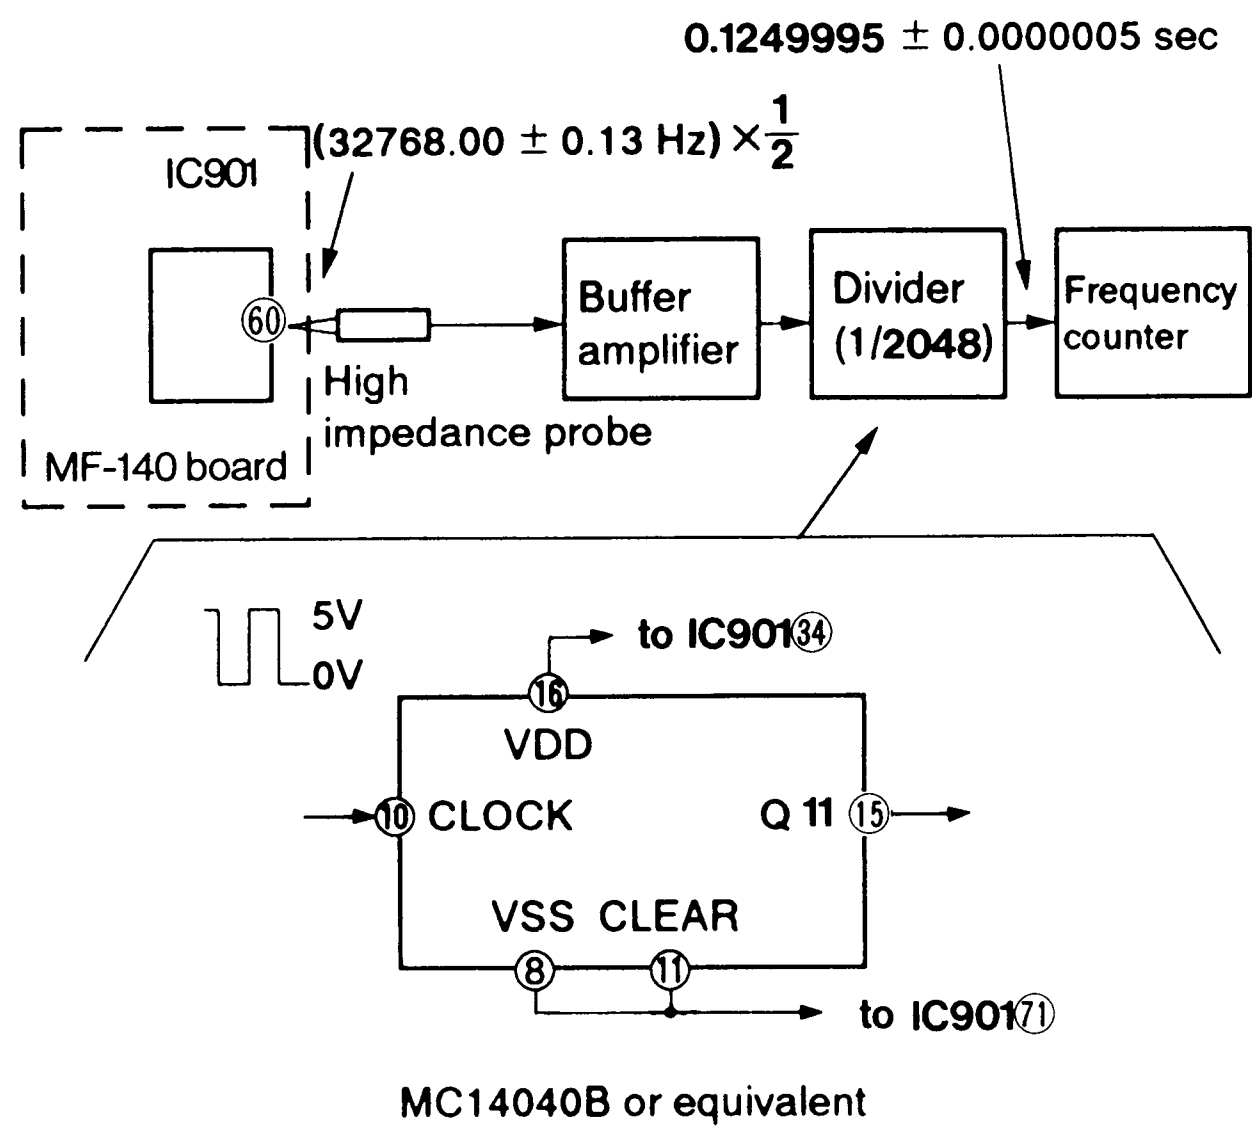 0.1249995 ± 0.0000005 sec
(32768.00 ± 0.13 Hz) × 1/2
IC901
60
Buffer
amplifier
Divider
(1/2048)
Frequency
counter
High
impedance probe
MF-140 board
5V
0V
to IC901 34
16
VDD
10 CLOCK
Q 11 15
VSS CLEAR
8 11
to IC901 71
MC14040B or equivalent